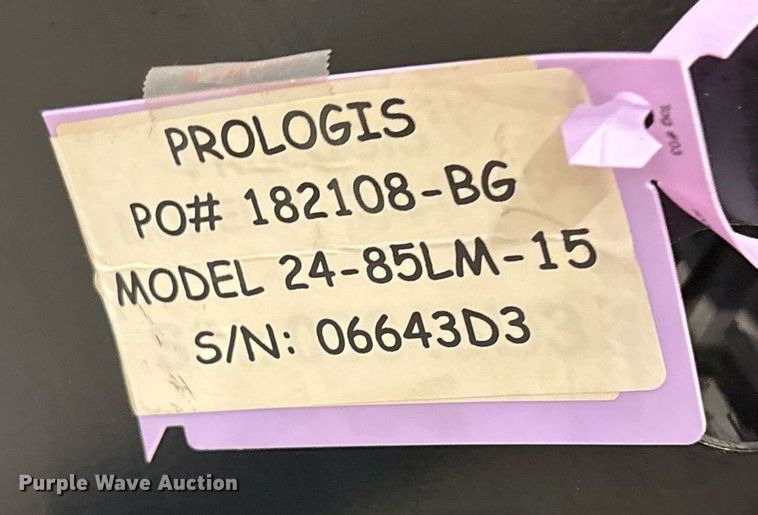 PROLOGIS
PO# 182108-BG
MODEL 24-85LM-15
S/N: 06643D3
Purple Wave Auction